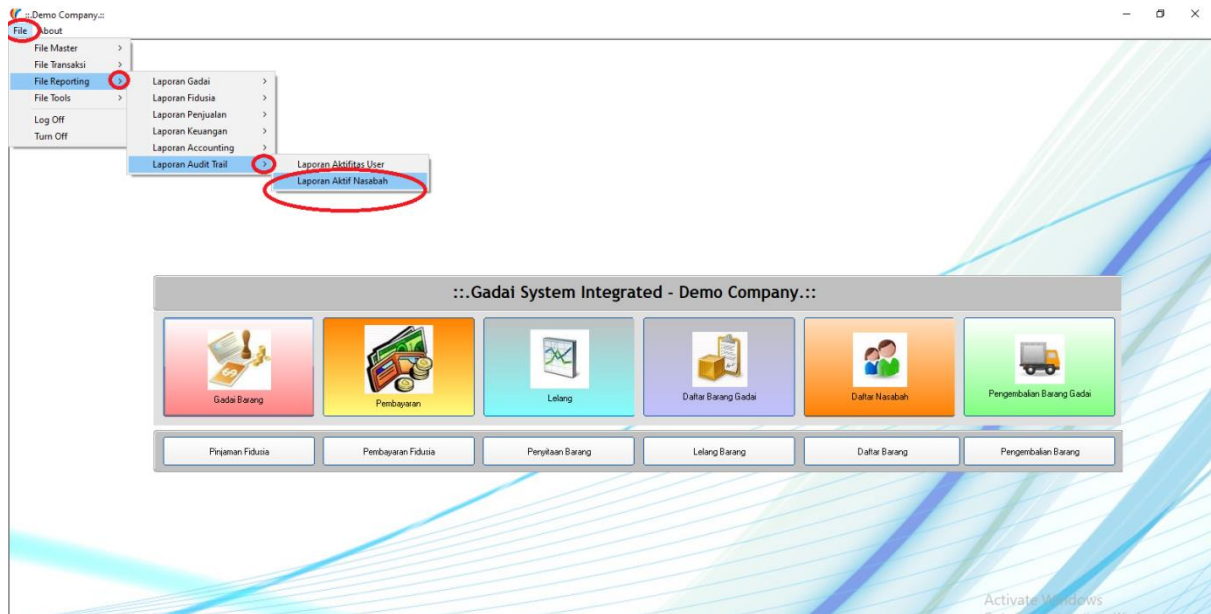 ::.Demo Company.::
File About
File Master
File Transaksi
File Reporting
File Tools
Log Off
Turn Off
Laporan Gadai
Laporan Fidusia
Laporan Penjualan
Laporan Keuangan
Laporan Accounting
Laporan Audit Trail
Laporan Aktifitas User
Laporan Aktif Nasabah
::.Gadai System Integrated - Demo Company.::
Gadai Barang
Pembayaran
Lelang
Daftar Barang Gadai
Daftar Nasabah
Pengembalian Barang Gadai
Pinjaman Fidusia
Pembayaran Fidusia
Penyitaan Barang
Lelang Barang
Daftar Barang
Pengembalian Barang
Activate Windows